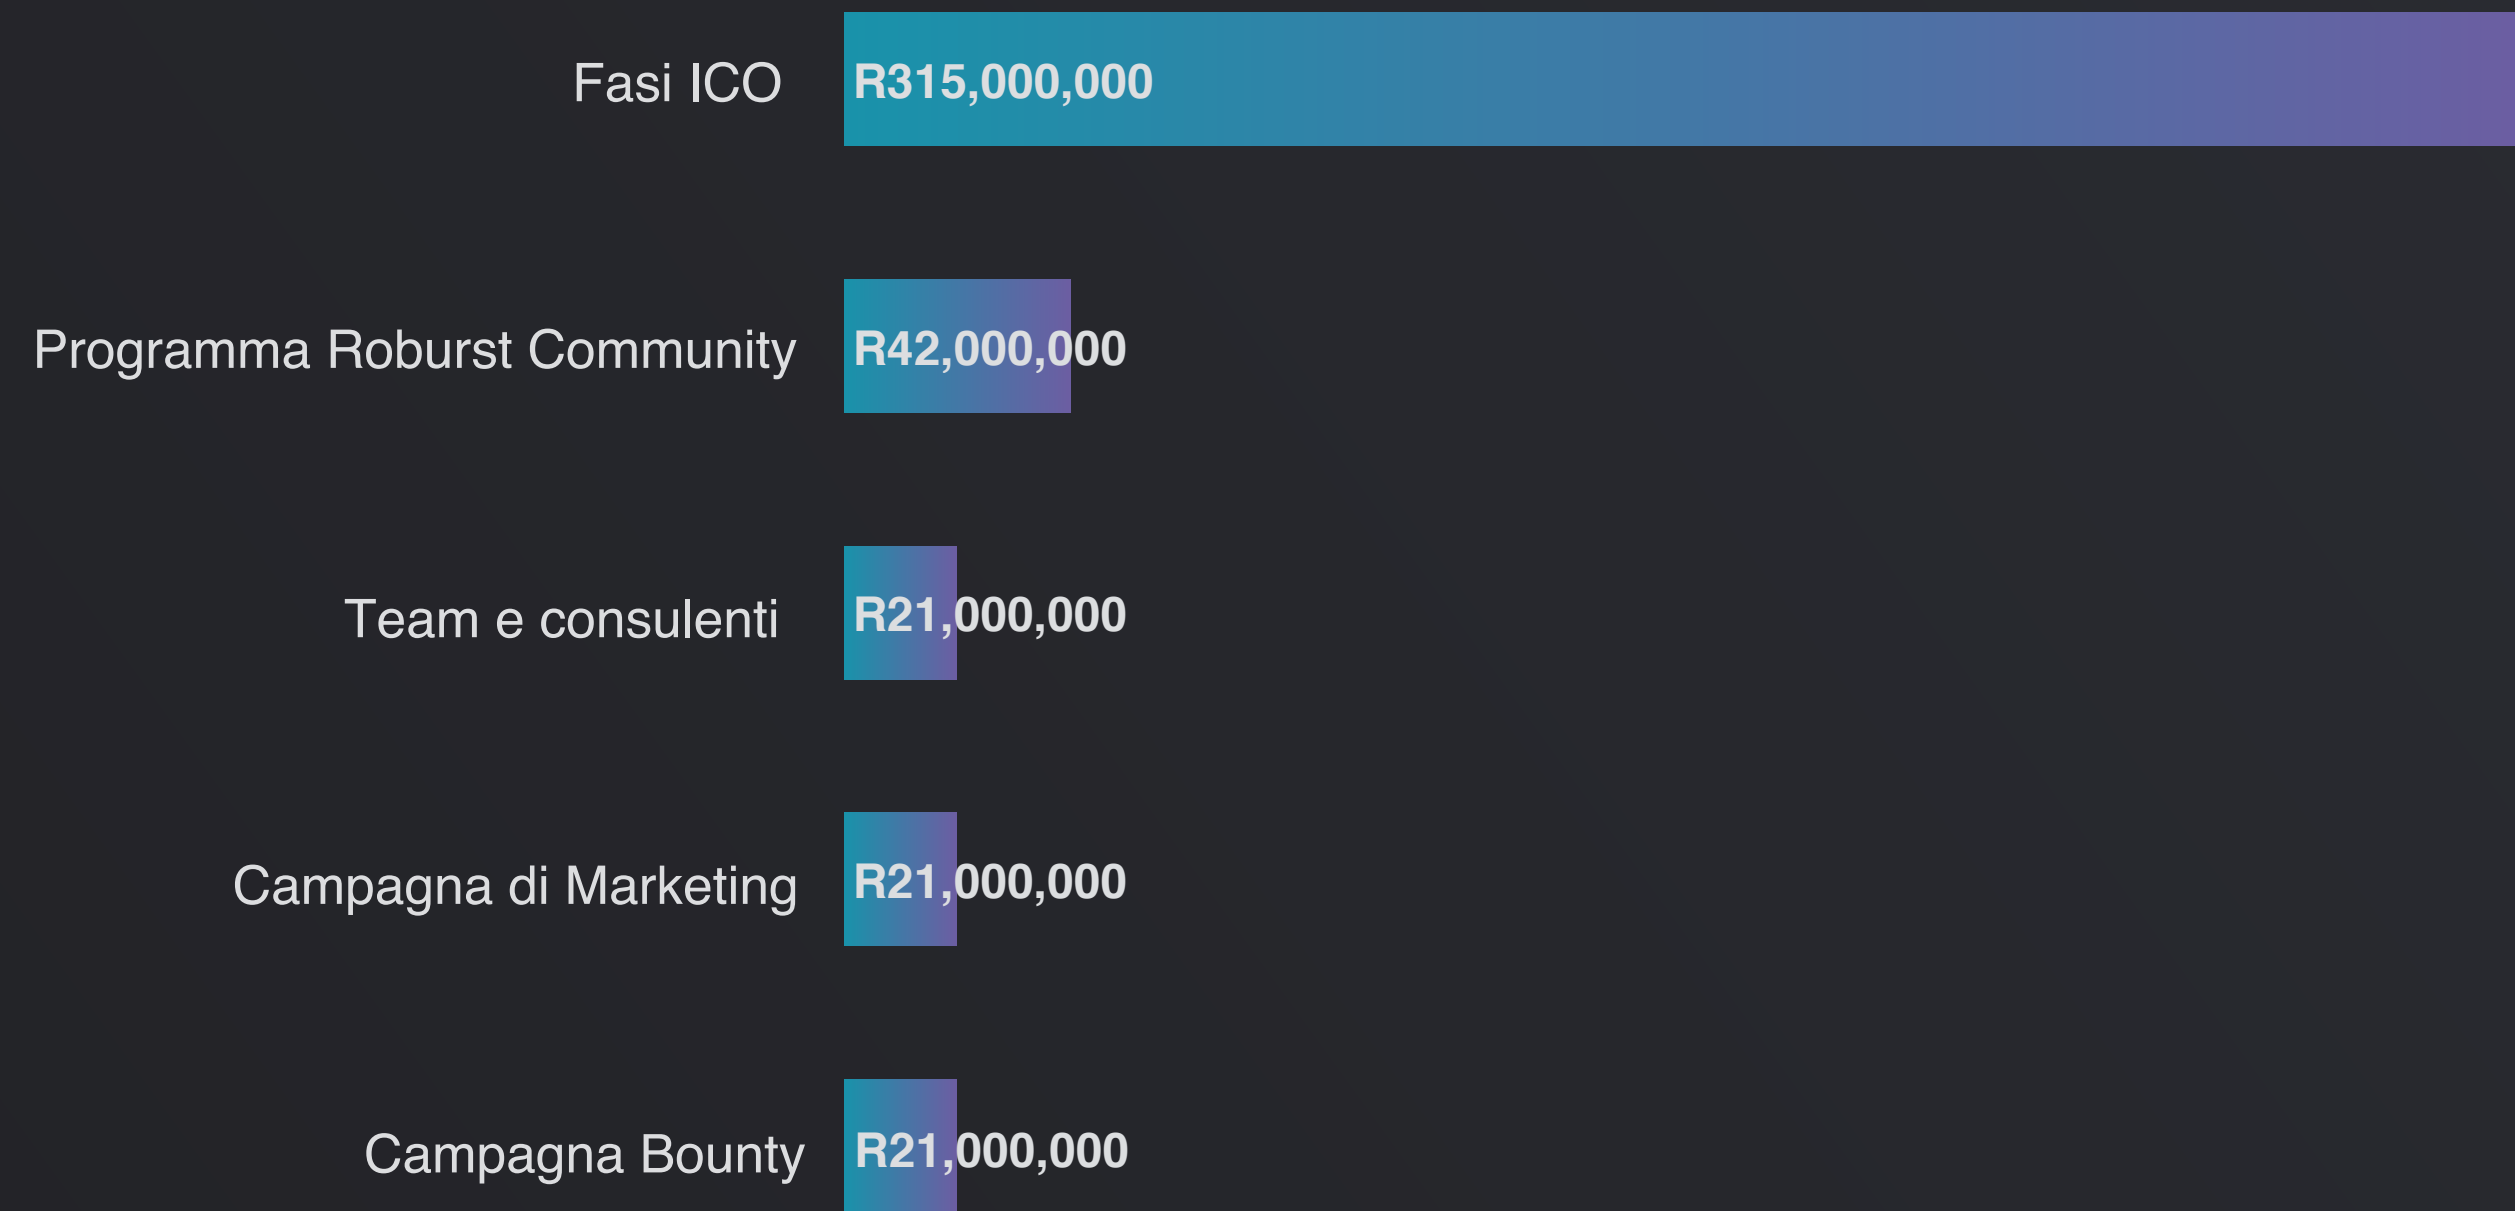 Fasi ICO R315,000,000
Programma Roburst Community R42,000,000
Team e consulenti R21,000,000
Campagna di Marketing R21,000,000
Campagna Bounty R21,000,000